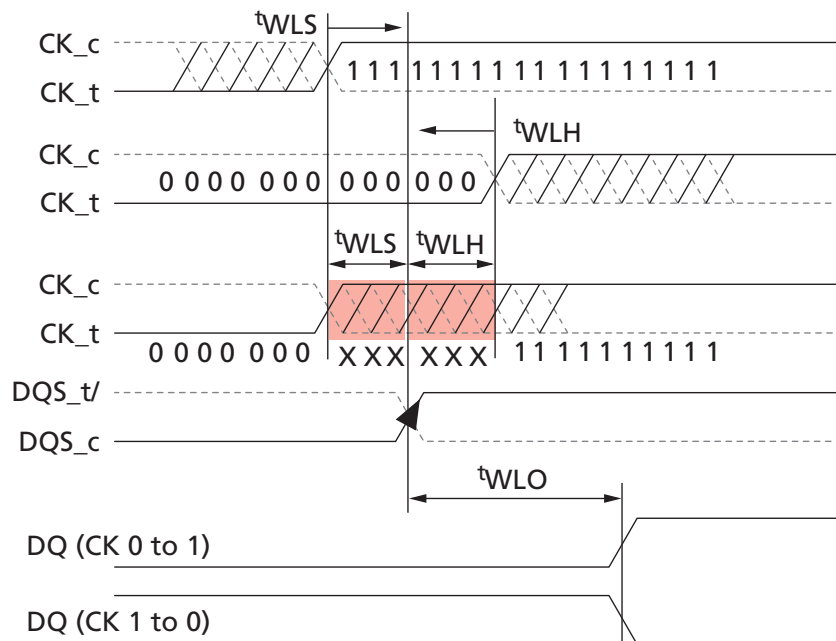 tWLS
CK_c
1 1 1 1 1 1 1 1 1 1 1 1 1 1 1 1 1
CK_t
tWLH
CK_c
0 0 0 0 0 0 0 0 0 0 0 0 0
CK_t
tWLS tWLH
CK_c
CK_t
0 0 0 0 0 0 0 X X X X X X 1 1 1 1 1 1 1 1 1
DQS_t/
DQS_c
tWLO
DQ (CK 0 to 1)
DQ (CK 1 to 0)